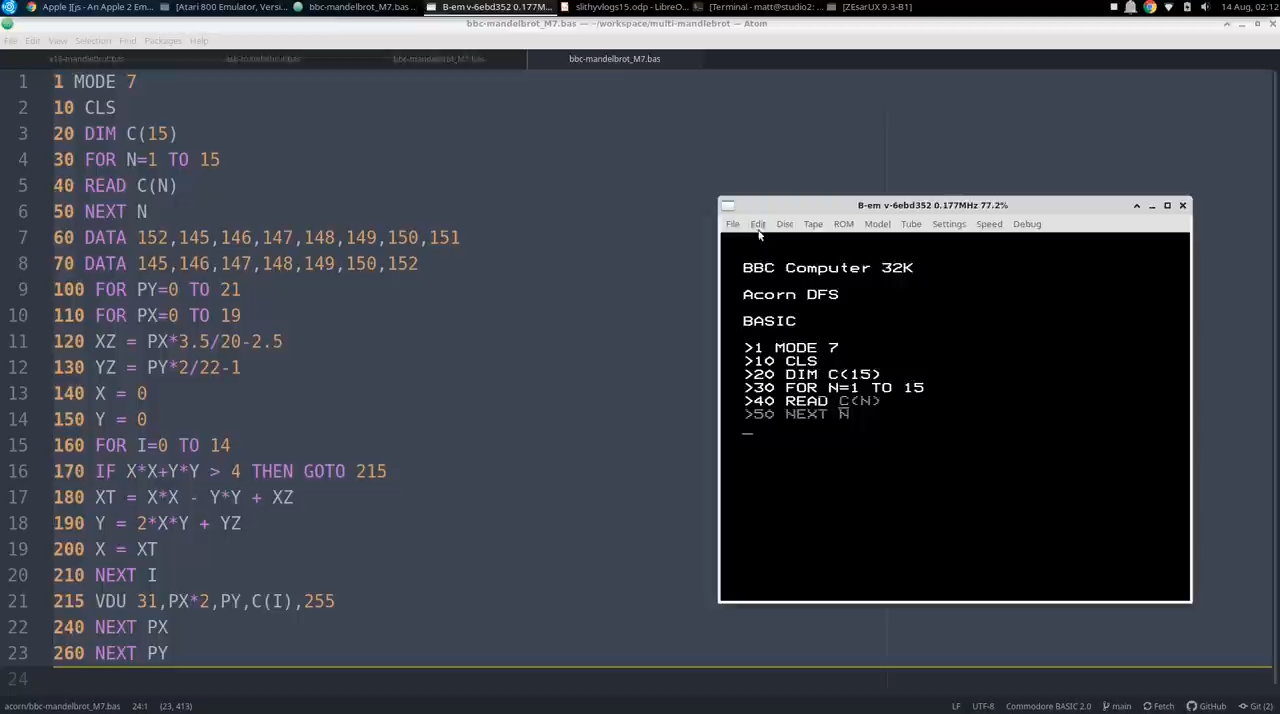 Apple ][js - An Apple 2 Em... [Atari 800 Emulator, Versi... bbc-mandelbrot_M7.bas ... B-em v-6ebd352 0.177M... slithyvlogs15.odp - LibreO... [Terminal - matt@studio2: ... [ZEsarUX 9.3-B1] 14 Aug, 02:12
bbc-mandelbrot_M7.bas — ~/workspace/multi-mandlebrot — Atom
File Edit View Selection Find Packages Help
bbc-mandelbrot_M7.bas
1 1 MODE 7
2 10 CLS
3 20 DIM C(15)
4 30 FOR N=1 TO 15
5 40 READ C(N)
6 50 NEXT N
7 60 DATA 152,145,146,147,148,149,150,151
8 70 DATA 145,146,147,148,149,150,152
9 100 FOR PY=0 TO 21
10 110 FOR PX=0 TO 19
11 120 XZ = PX*3.5/20-2.5
12 130 YZ = PY*2/22-1
13 140 X = 0
14 150 Y = 0
15 160 FOR I=0 TO 14
16 170 IF X*X+Y*Y > 4 THEN GOTO 215
17 180 XT = X*X - Y*Y + XZ
18 190 Y = 2*X*Y + YZ
19 200 X = XT
20 210 NEXT I
21 215 VDU 31,PX*2,PY,C(I),255
22 240 NEXT PX
23 260 NEXT PY
24
B-em v-6ebd352 0.177MHz 77.2%
File Edit Disc Tape ROM Model Tube Settings Speed Debug
BBC Computer 32K
Acorn DFS
BASIC
>1 MODE 7
>10 CLS
>20 DIM C(15)
>30 FOR N=1 TO 15
>40 READ C(N)
>50 NEXT N
acorn/bbc-mandelbrot_M7.bas 24:1 (23, 413) LF UTF-8 Commodore BASIC 2.0 main Fetch GitHub Git (2)